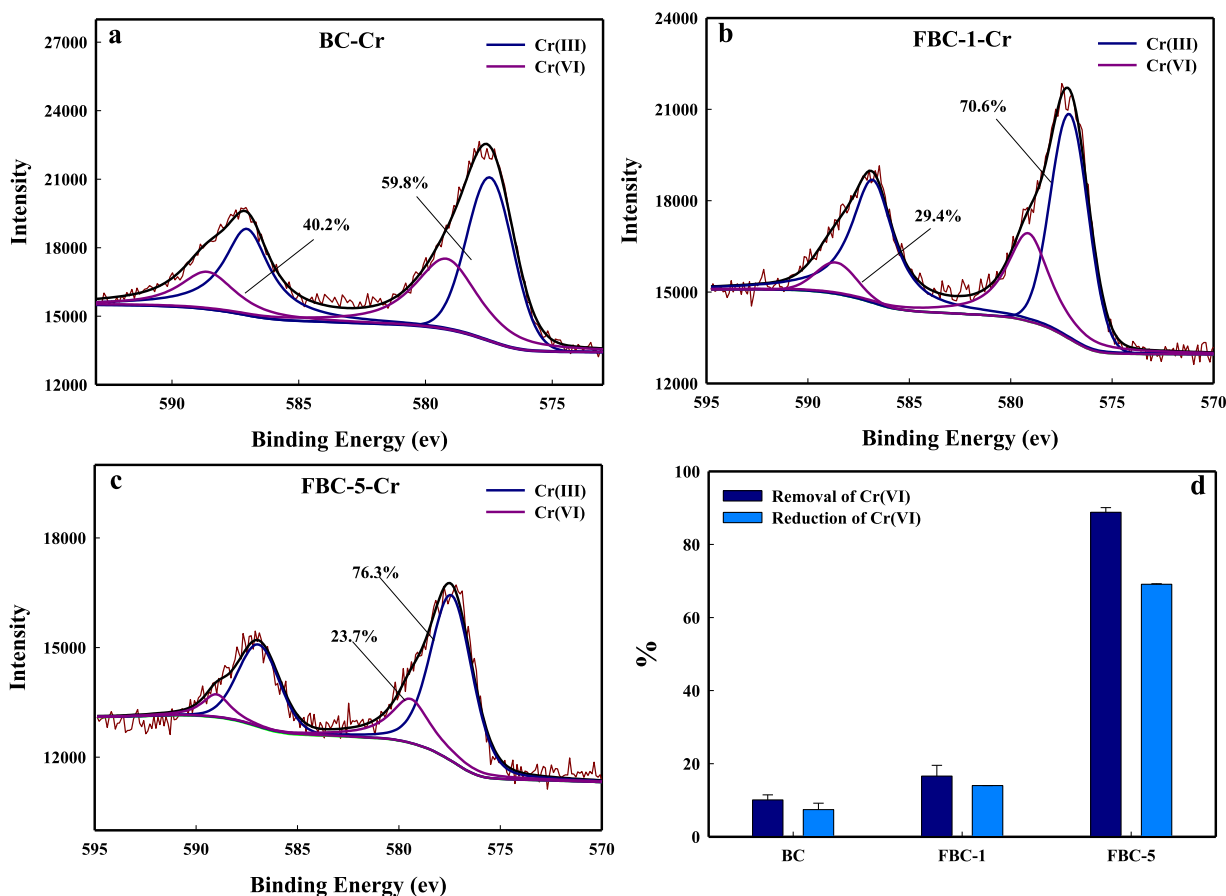 a
BC-Cr
Cr(III)
Cr(VI)
27000
24000
21000
18000
15000
12000
59.8%
40.2%
Intensity
590
585
580
575
Binding Energy (ev)
b
FBC-1-Cr
Cr(III)
Cr(VI)
24000
21000
18000
15000
12000
70.6%
29.4%
Intensity
595
590
585
580
575
570
Binding Energy (ev)
c
FBC-5-Cr
Cr(III)
Cr(VI)
18000
15000
12000
76.3%
23.7%
Intensity
595
590
585
580
575
570
Binding Energy (ev)
d
Removal of Cr(VI)
Reduction of Cr(VI)
100
80
60
40
20
0
%
BC
FBC-1
FBC-5